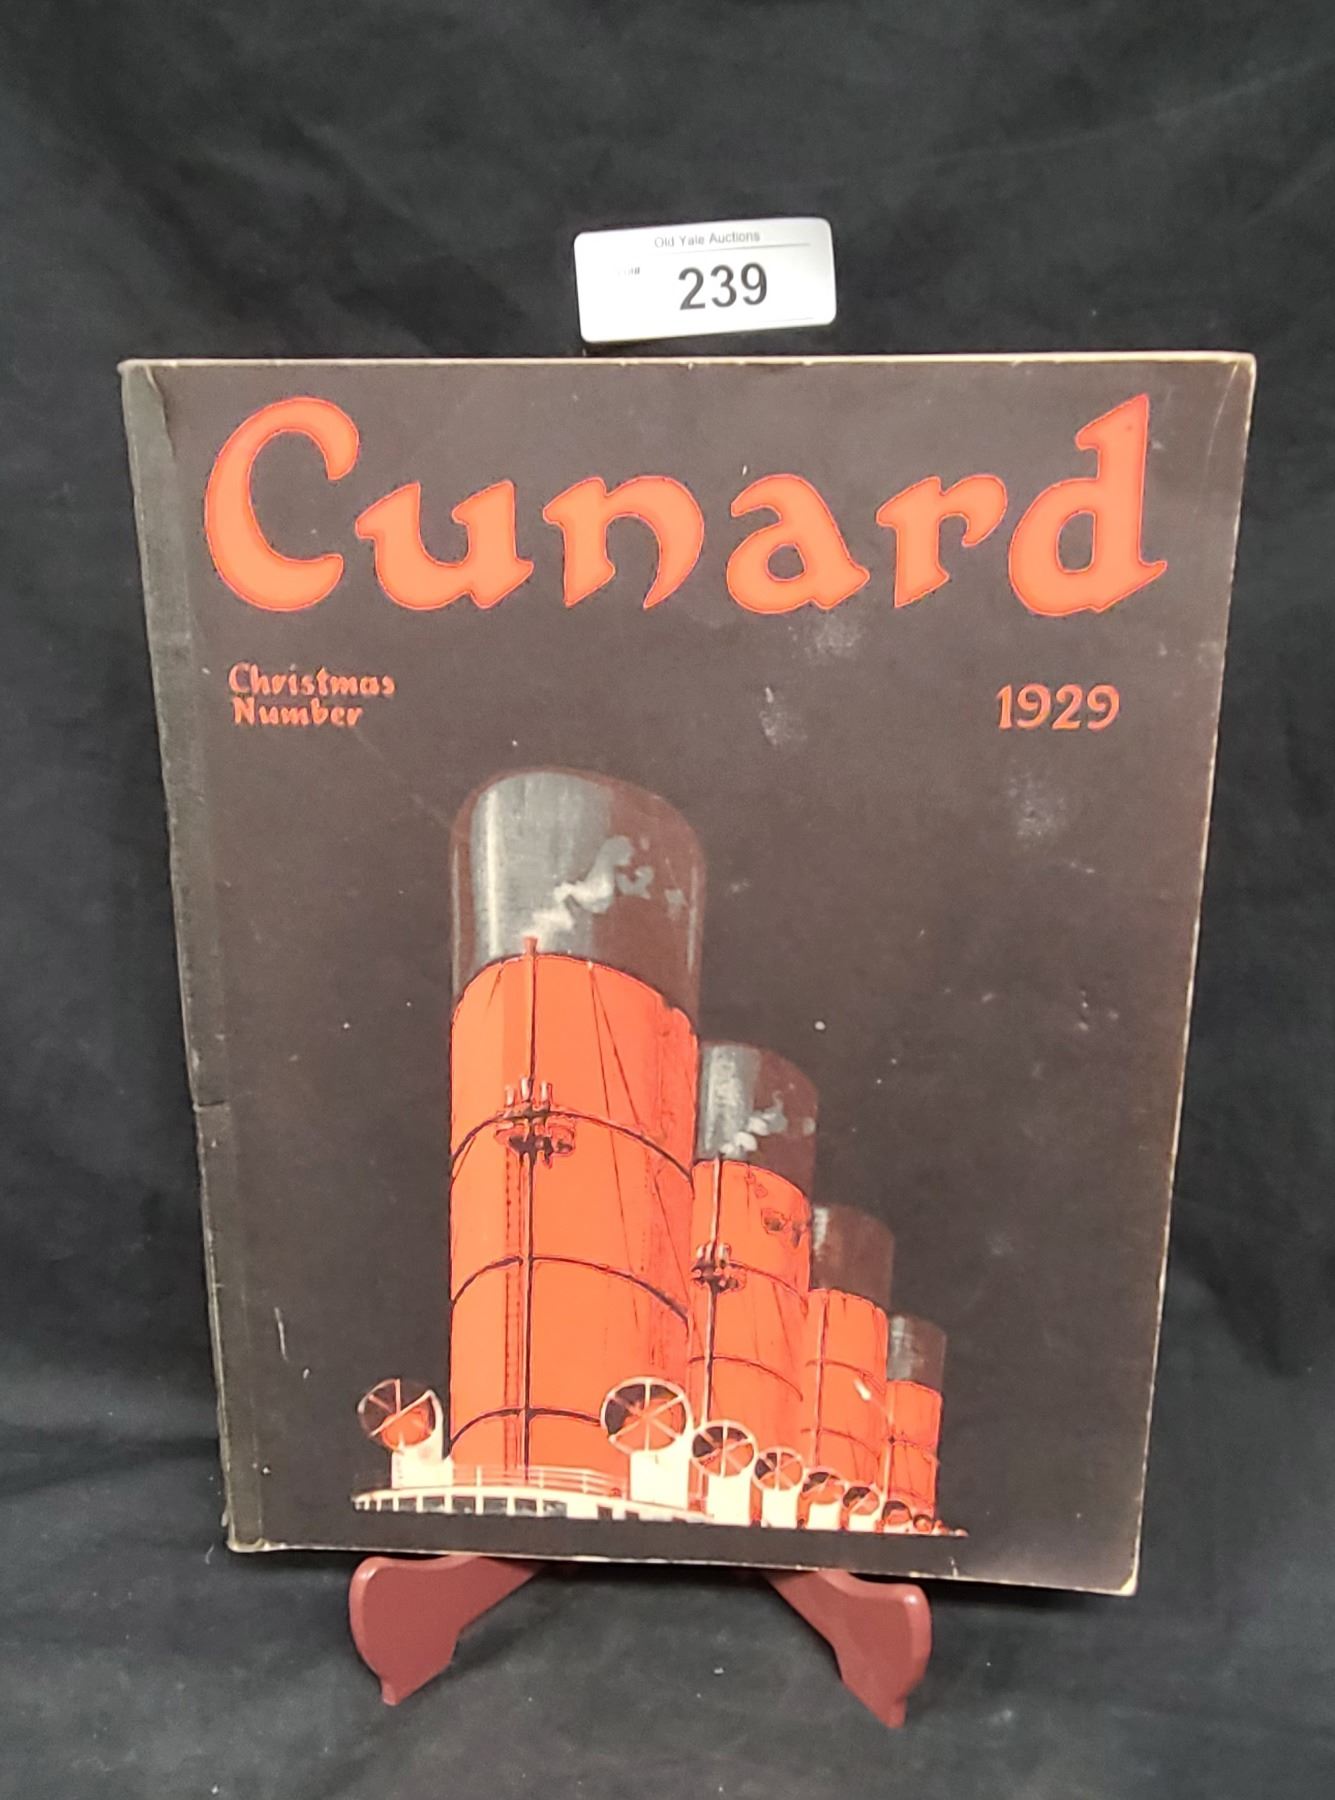 Old Yale Auctions
239
Cunard
Christmas
Number
1929